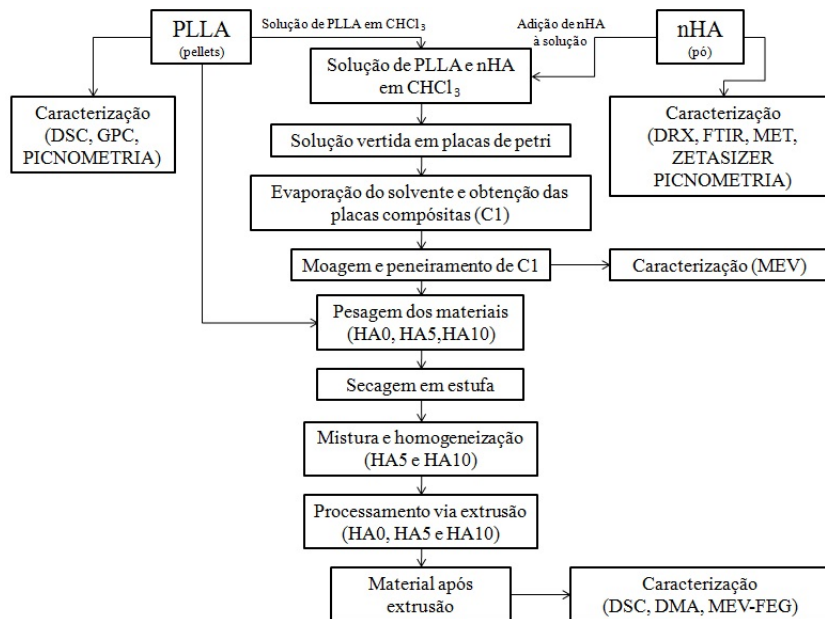 PLLA
(pellets)
Solução de PLLA em CHCl₃
Adição de nHA
à solução
nHA
(pó)
Solução de PLLA e nHA
em CHCl₃
Caracterização
(DSC, GPC,
PICNOMETRIA)
Caracterização
(DRX, FTIR, MET,
ZETASIZER
PICNOMETRIA)
Solução vertida em placas de petri
Evaporação do solvente e obtenção das
placas compósitas (C1)
Moagem e peneiramento de C1
Caracterização (MEV)
Pesagem dos materiais
(HA0, HA5,HA10)
Secagem em estufa
Mistura e homogeneização
(HA5 e HA10)
Processamento via extrusão
(HA0, HA5 e HA10)
Material após
extrusão
Caracterização
(DSC, DMA, MEV-FEG)